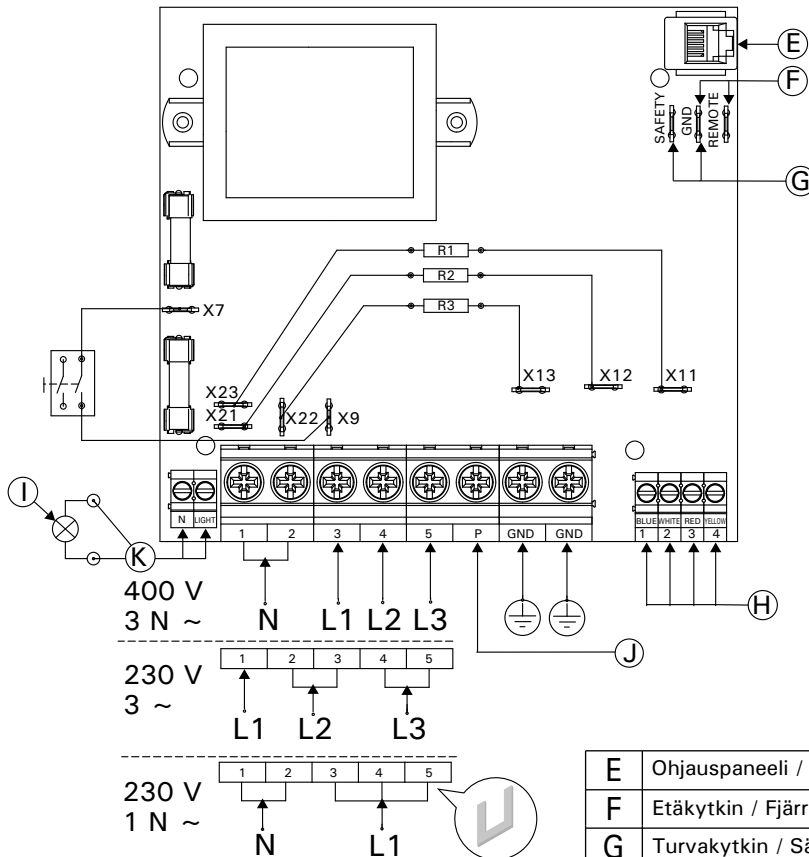 E
F
SAFETY
GND
REMOTE
G
R1
R2
R3
X7
X23
X21
X22
X9
X13
X12
X11
I
K
N LIGHT
1 2 3 4 5 P GND GND
BLUE WHITE RED YELLOW
1 2 3 4
H
J
400 V
3 N ~
N L1 L2 L3
1 2 3 4 5
230 V
3 ~
L1 L2 L3
1 2 3 4 5
230 V
1 N ~
N L1
E Ohjauspaneeli /
F Etäkytkin / Fjärr
G Turvakytkin / Sä